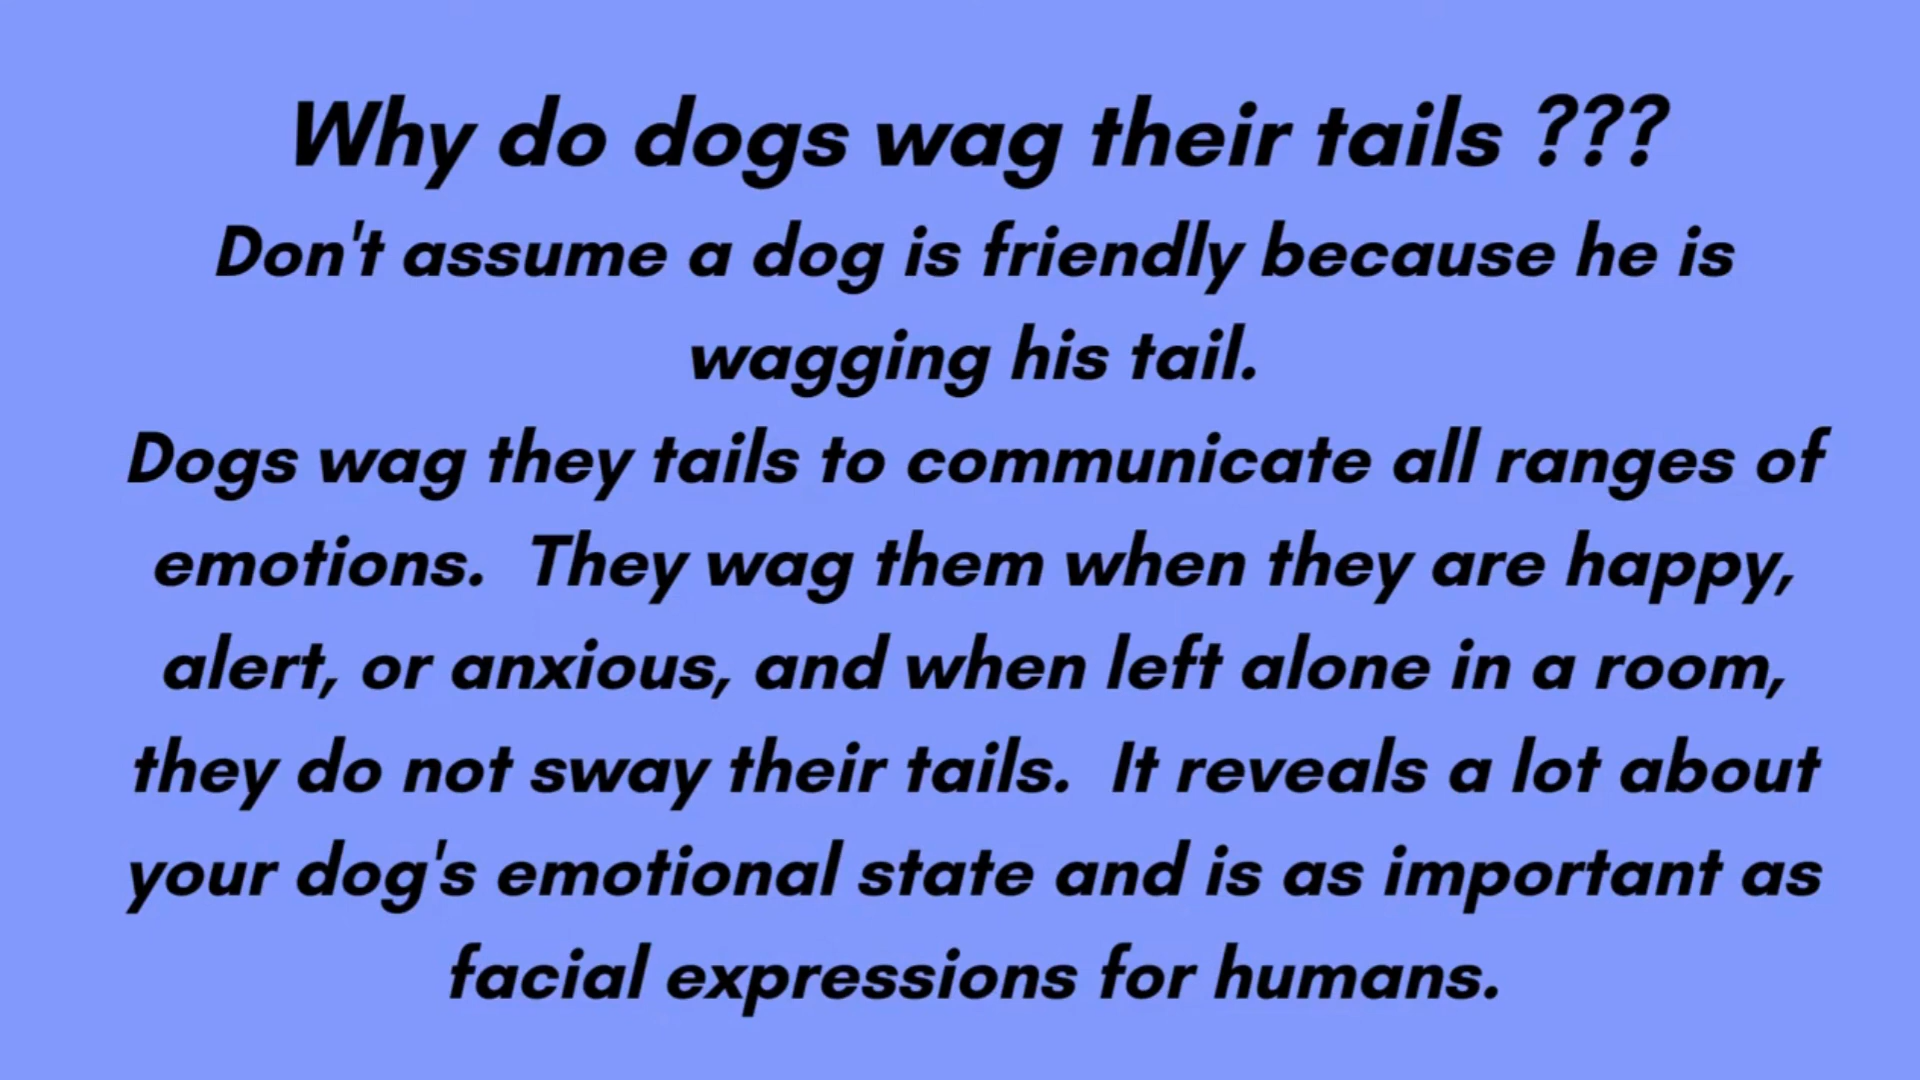 Why do dogs wag their tails ???
Don't assume a dog is friendly because he is
wagging his tail.
Dogs wag they tails to communicate all ranges of
emotions.  They wag them when they are happy,
alert, or anxious, and when left alone in a room,
they do not sway their tails.  It reveals a lot about
your dog's emotional state and is as important as
facial expressions for humans.